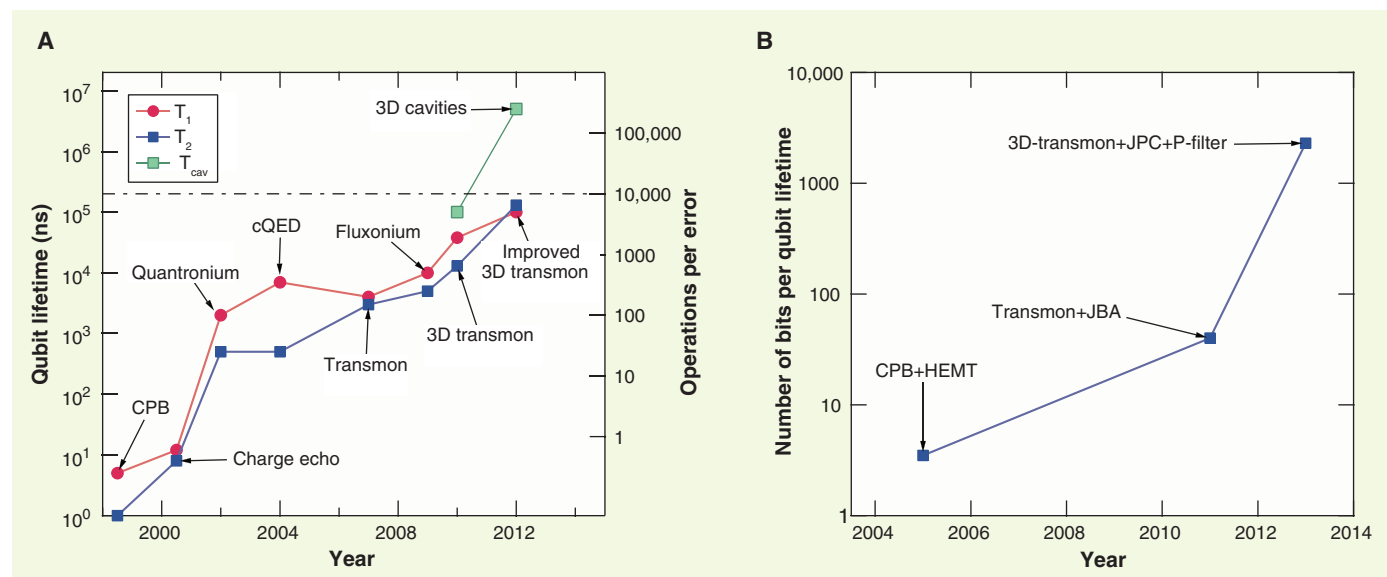 A
Qubit lifetime (ns)
10⁷
10⁶
10⁵
10⁴
10³
10²
10¹
10⁰
T₁
T₂
T_cav
3D cavities
cQED
Fluxonium
Quantronium
Improved
3D transmon
3D transmon
Transmon
CPB
Charge echo
100,000
10,000
1000
100
10
1
Operations per error
2000
2004
2008
2012
Year
B
Number of bits per qubit lifetime
10,000
1000
100
10
1
3D-transmon+JPC+P-filter
Transmon+JBA
CPB+HEMT
2004
2006
2008
2010
2012
2014
Year